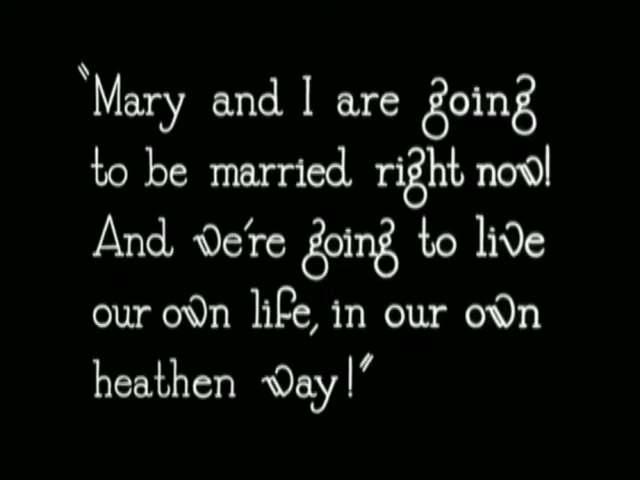 "Mary and I are going
to be married right now!
And we're going to live
our own life, in our own
heathen way!"